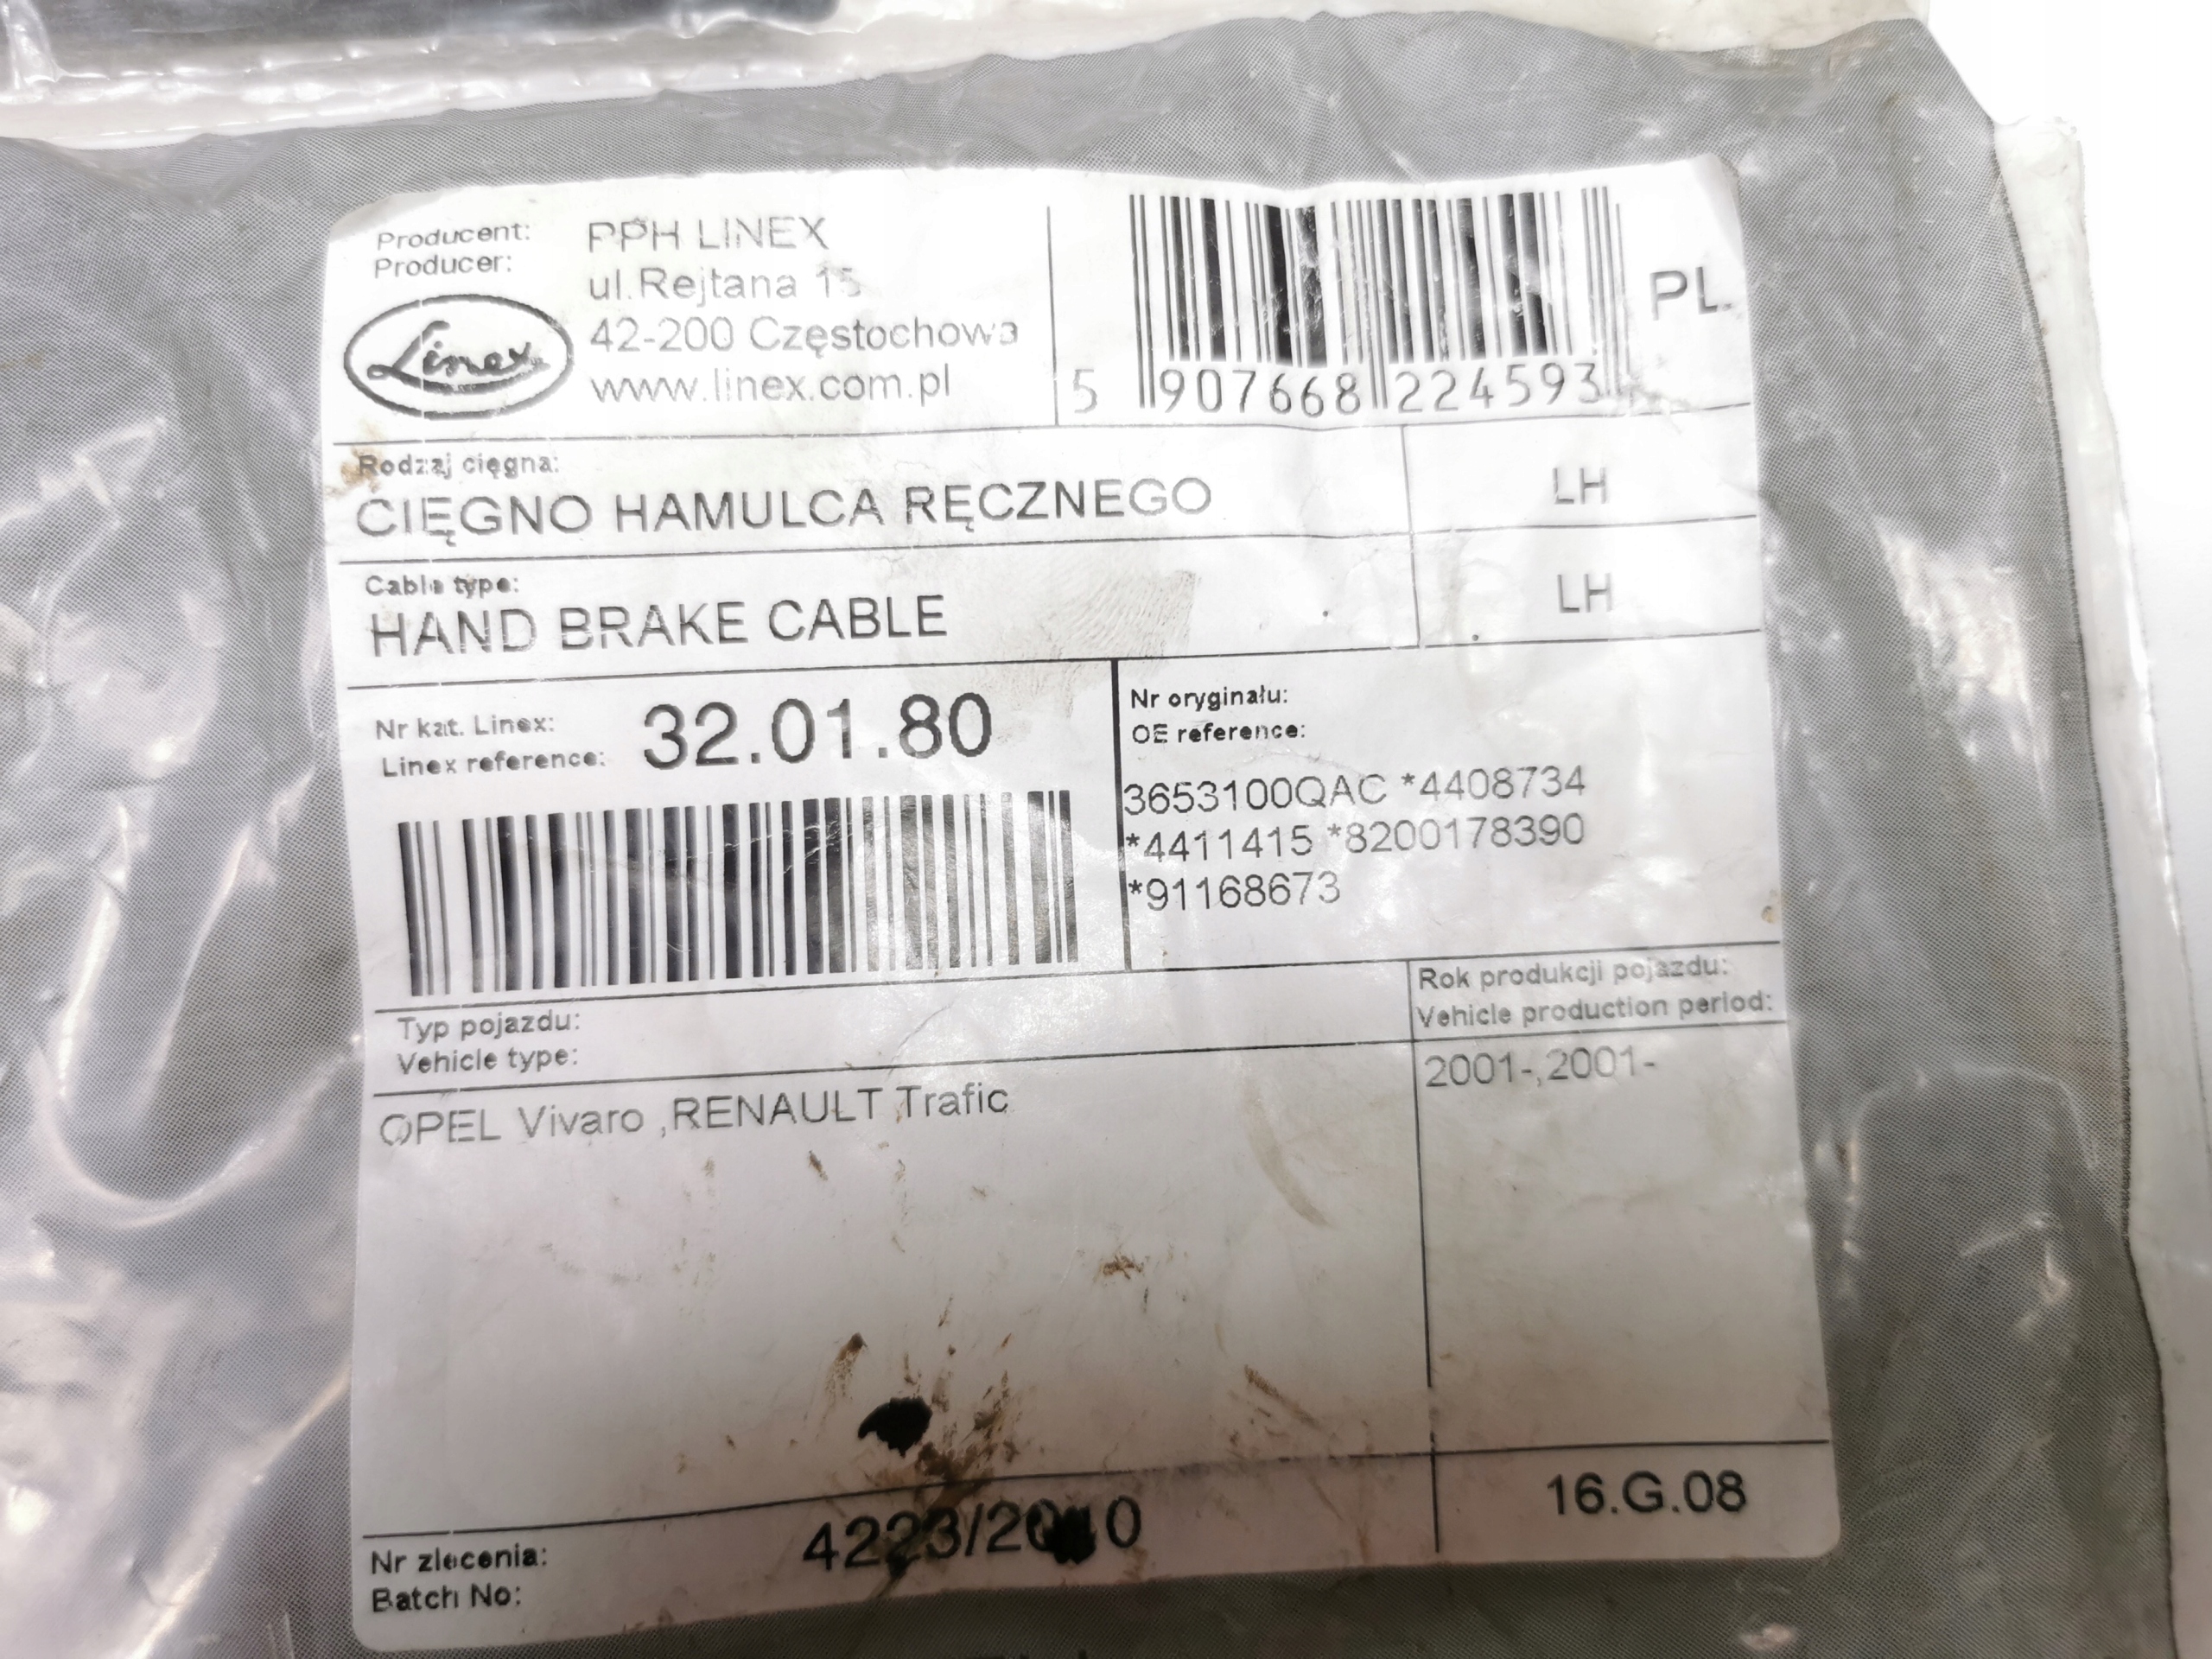 Producent:
Producer:
Linex
PPH LINEX
ul.Rejtana 15
42-200 Częstochowa
www.linex.com.pl
5 907668 224593
PL.
Rodzaj cięgna:
CIĘGNO HAMULCA RĘCZNEGO
LH
Cable type:
HAND BRAKE CABLE
LH
Nr kat. Linex:
Linex reference:
32.01.80
Nr oryginału:
OE reference:
3653100QAC *4408734
*4411415 *8200178390
*91168673
Typ pojazdu:
Vehicle type:
OPEL Vivaro ,RENAULT Trafic
Rok produkcji pojazdu:
Vehicle production period:
2001-,2001-
Nr zlecenia:
Batch No:
4223/2010
16.G.08